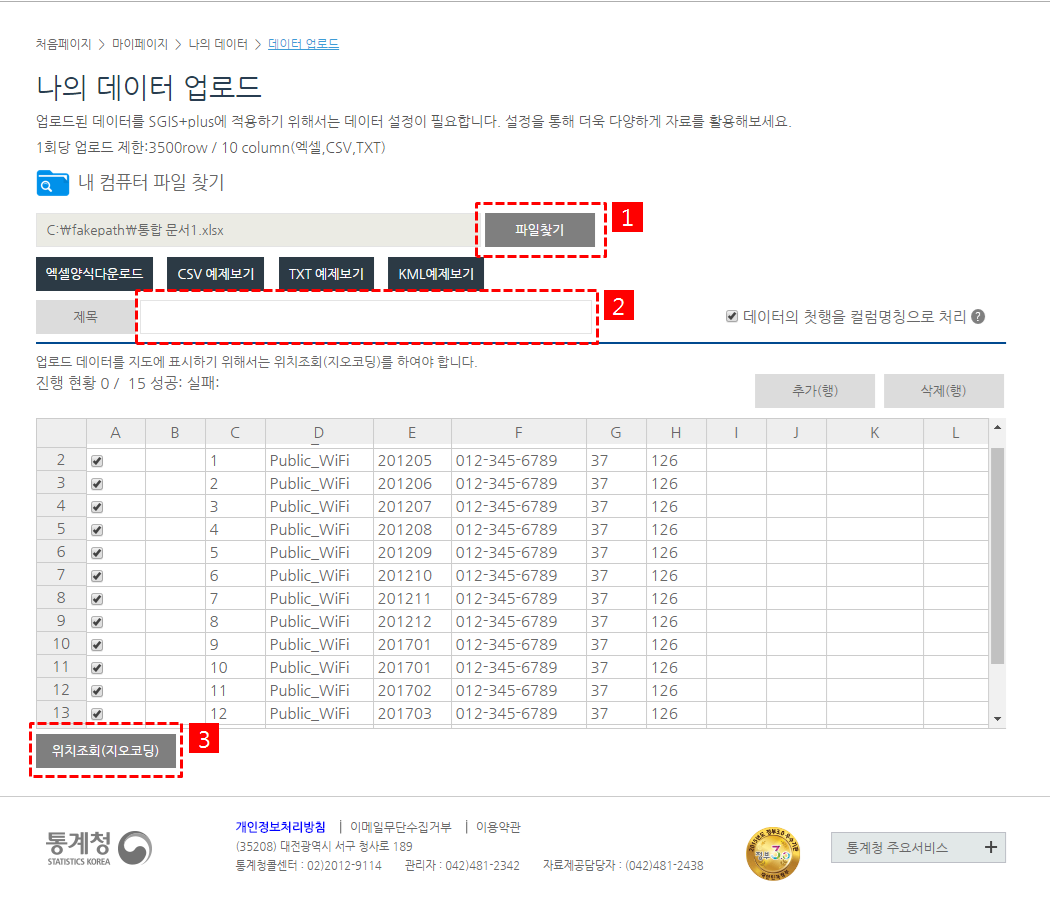 처음페이지 > 마이페이지 > 나의 데이터 > 데이터 업로드
나의 데이터 업로드
업로드된 데이터를 SGIS+plus에 적용하기 위해서는 데이터 설정이 필요합니다. 설정을 통해 더욱 다양하게 자료를 활용해보세요.
1회당 업로드 제한:3500row / 10 column(엑셀,CSV,TXT)
내 컴퓨터 파일 찾기
C:₩fakepath₩통합 문서1.xlsx 파일찾기 1
엑셀양식다운로드 CSV 예제보기 TXT 예제보기 KML예제보기
제목 2 데이터의 첫행을 컬럼명칭으로 처리 ?
업로드 데이터를 지도에 표시하기 위해서는 위치조회(지오코딩)를 하여야 합니다.
진행 현황 0 / 15 성공: 실패:
추가(행) 삭제(행)
A B C D E F G H I J K L
2 1 Public_WiFi 201205 012-345-6789 37 126
3 2 Public_WiFi 201206 012-345-6789 37 126
4 3 Public_WiFi 201207 012-345-6789 37 126
5 4 Public_WiFi 201208 012-345-6789 37 126
6 5 Public_WiFi 201209 012-345-6789 37 126
7 6 Public_WiFi 201210 012-345-6789 37 126
8 7 Public_WiFi 201211 012-345-6789 37 126
9 8 Public_WiFi 201212 012-345-6789 37 126
10 9 Public_WiFi 201701 012-345-6789 37 126
11 10 Public_WiFi 201701 012-345-6789 37 126
12 11 Public_WiFi 201702 012-345-6789 37 126
13 12 Public_WiFi 201703 012-345-6789 37 126
위치조회(지오코딩) 3
통계청
STATISTICS KOREA
개인정보처리방침 | 이메일무단수집거부 | 이용약관
(35208) 대전광역시 서구 청사로 189
통계청콜센터 : 02)2012-9114 관리자 : 042)481-2342 자료제공담당자 : (042)481-2438
정부 3.0
통계청 주요서비스 +